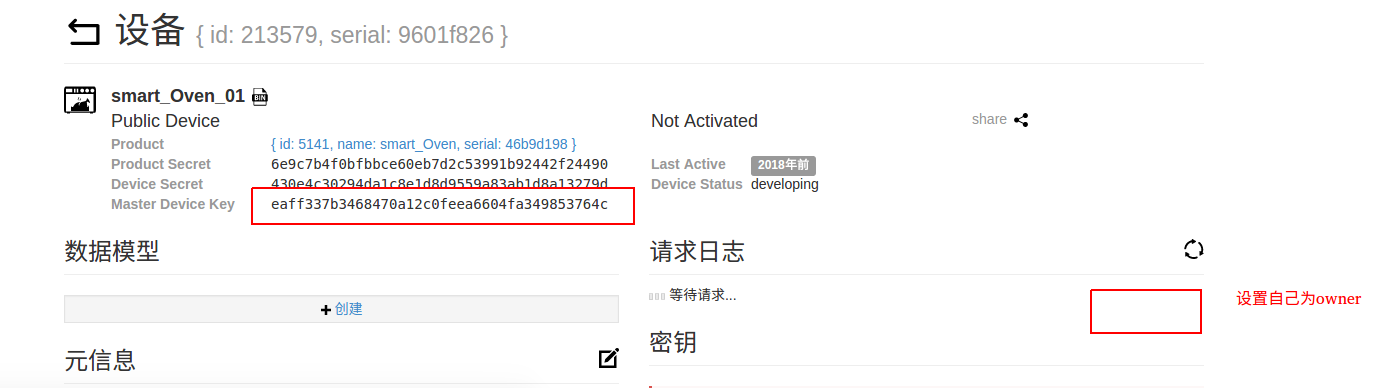 设备 { id: 213579, serial: 9601f826 }
smart_Oven_01 BIN
Public Device
Not Activated
share
Product { id: 5141, name: smart_Oven, serial: 46b9d198 }
Product Secret 6e9c7b4f0bfbbce60eb7d2c53991b92442f24490
Last Active 2018年前
Device Secret 430e4c30294da1c8e1d8d9559a83ab1d8a13279d
Device Status developing
Master Device Key eaff337b3468470a12c0feea6604fa349853764c
数据模型
请求日志
+ 创建
等待请求...
设置自己为owner
元信息
密钥